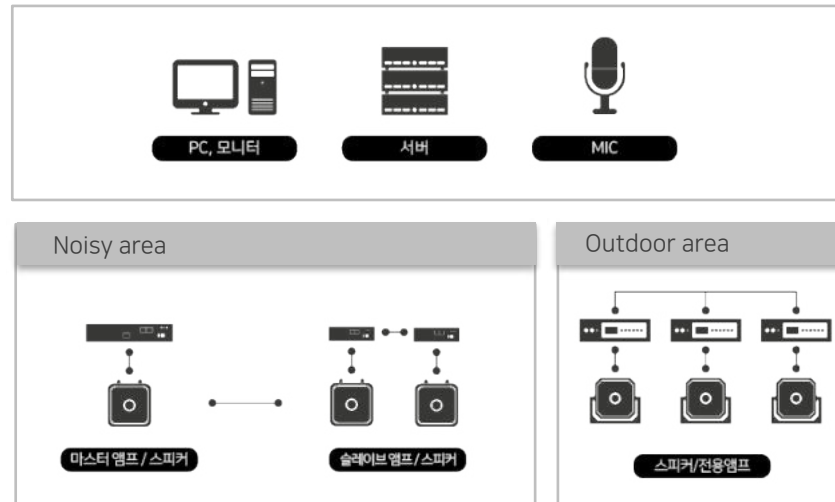 PC, 모니터
서버
MIC
Noisy area
Outdoor area
마스터 앰프 / 스피커
슬레이브 앰프 / 스피커
스피커/전용앰프